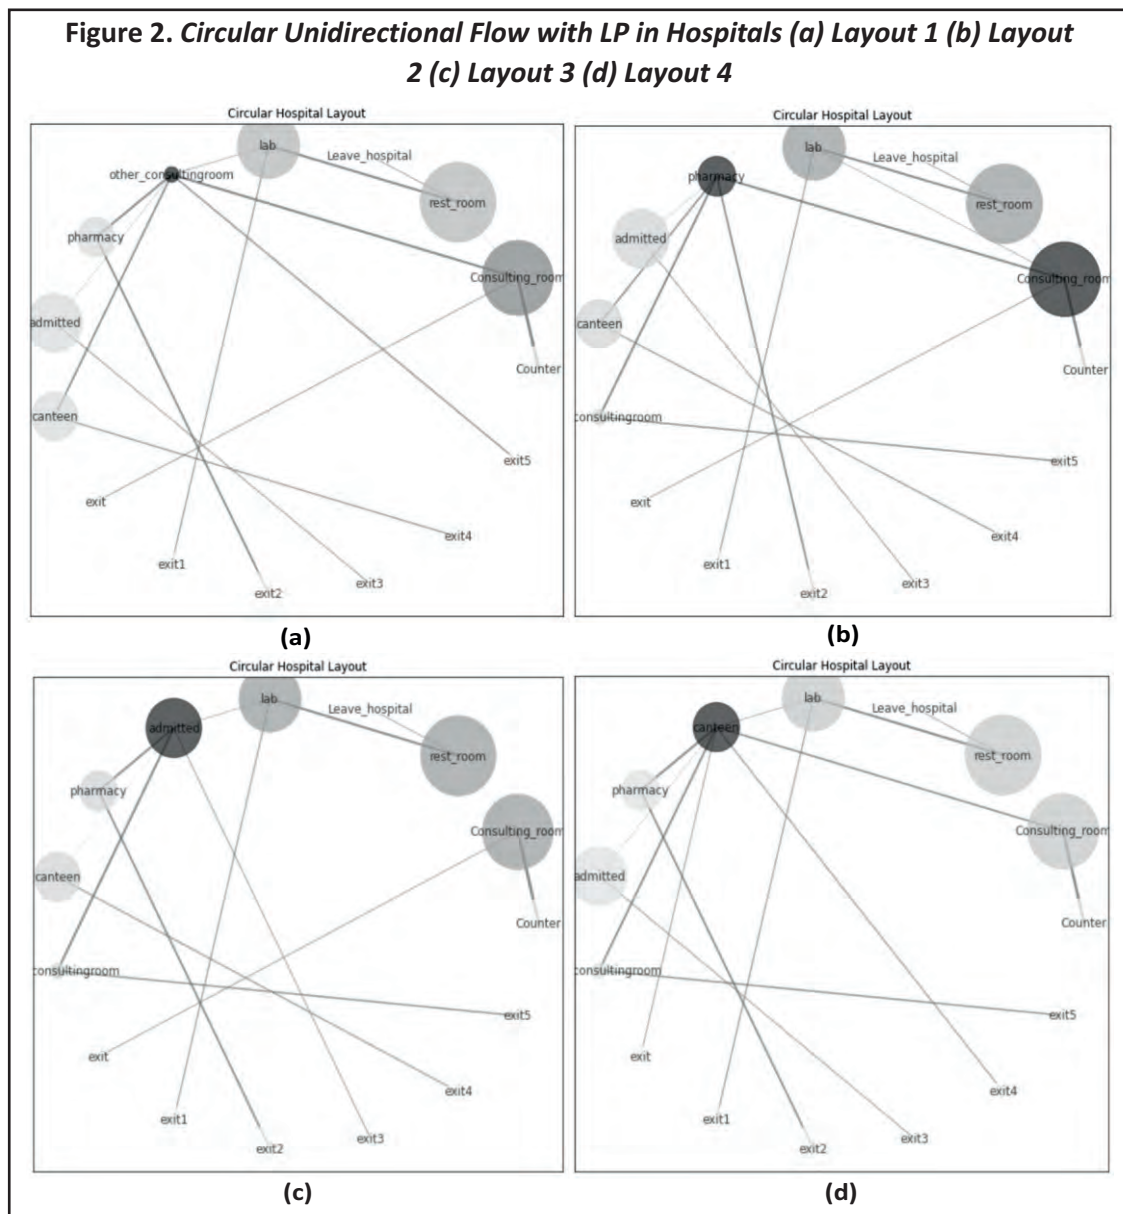 Figure 2. Circular Unidirectional Flow with LP in Hospitals (a) Layout 1 (b) Layout
2 (c) Layout 3 (d) Layout 4
Circular Hospital Layout
lab
Leave_hospital
other_consultingroom
rest_room
pharmacy
Consulting_room
admitted
Counter
canteen
exit5
exit
exit4
exit1
exit3
exit2
(a)
Circular Hospital Layout
lab
Leave_hospital
pharmacy
rest_room
admitted
Consulting_room
canteen
Counter
consultingroom
exit5
exit
exit4
exit1
exit3
exit2
(b)
Circular Hospital Layout
lab
Leave_hospital
admitted
rest_room
pharmacy
Consulting_room
canteen
Counter
consultingroom
exit5
exit
exit4
exit1
exit3
exit2
(c)
Circular Hospital Layout
lab
Leave_hospital
canteen
rest_room
pharmacy
Consulting_room
admitted
Counter
consultingroom
exit5
exit
exit4
exit1
exit3
exit2
(d)